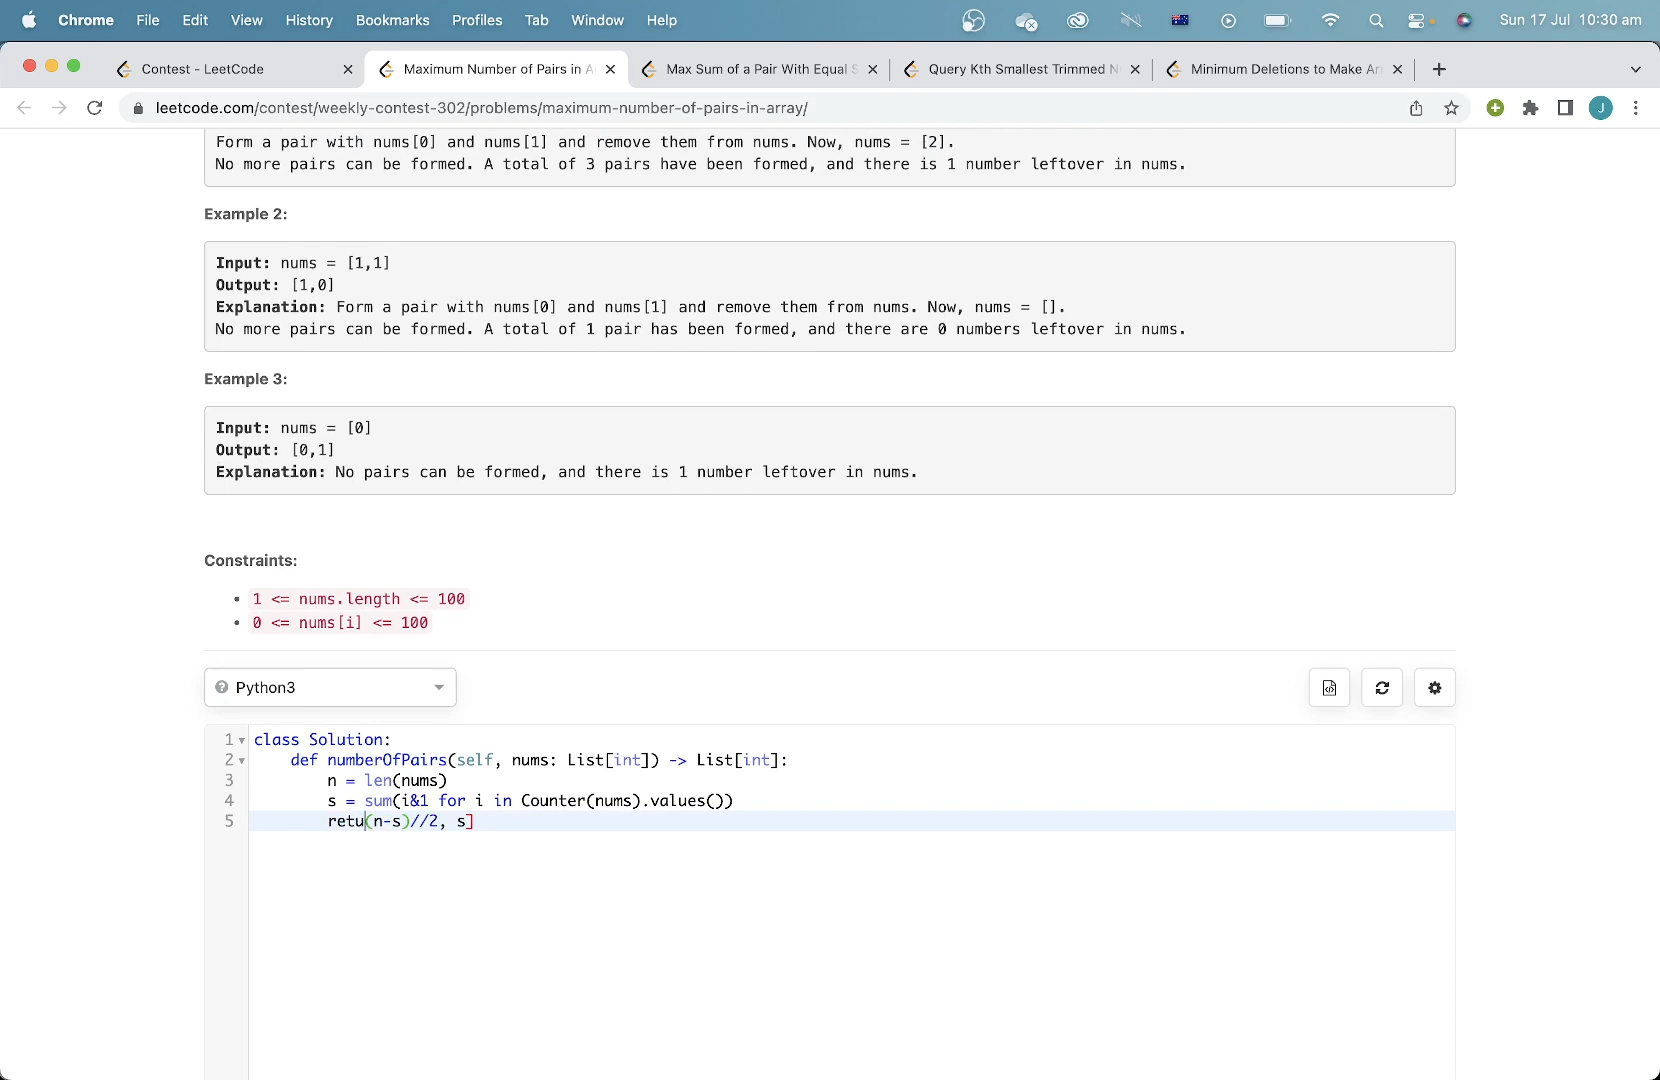 Chrome File Edit View History Bookmarks Profiles Tab Window Help Sun 17 Jul 10:30 am
Contest - LeetCode Maximum Number of Pairs in A Max Sum of a Pair With Equal S Query Kth Smallest Trimmed N Minimum Deletions to Make Arr
leetcode.com/contest/weekly-contest-302/problems/maximum-number-of-pairs-in-array/ J
Form a pair with nums[0] and nums[1] and remove them from nums. Now, nums = [2].
No more pairs can be formed. A total of 3 pairs have been formed, and there is 1 number leftover in nums.
Example 2:
Input: nums = [1,1]
Output: [1,0]
Explanation: Form a pair with nums[0] and nums[1] and remove them from nums. Now, nums = [].
No more pairs can be formed. A total of 1 pair has been formed, and there are 0 numbers leftover in nums.
Example 3:
Input: nums = [0]
Output: [0,1]
Explanation: No pairs can be formed, and there is 1 number leftover in nums.
Constraints:
• 1 <= nums.length <= 100
• 0 <= nums[i] <= 100
Python3
1 class Solution:
2 def numberOfPairs(self, nums: List[int]) -> List[int]:
3 n = len(nums)
4 s = sum(i&1 for i in Counter(nums).values())
5 retu(n-s)//2, s]